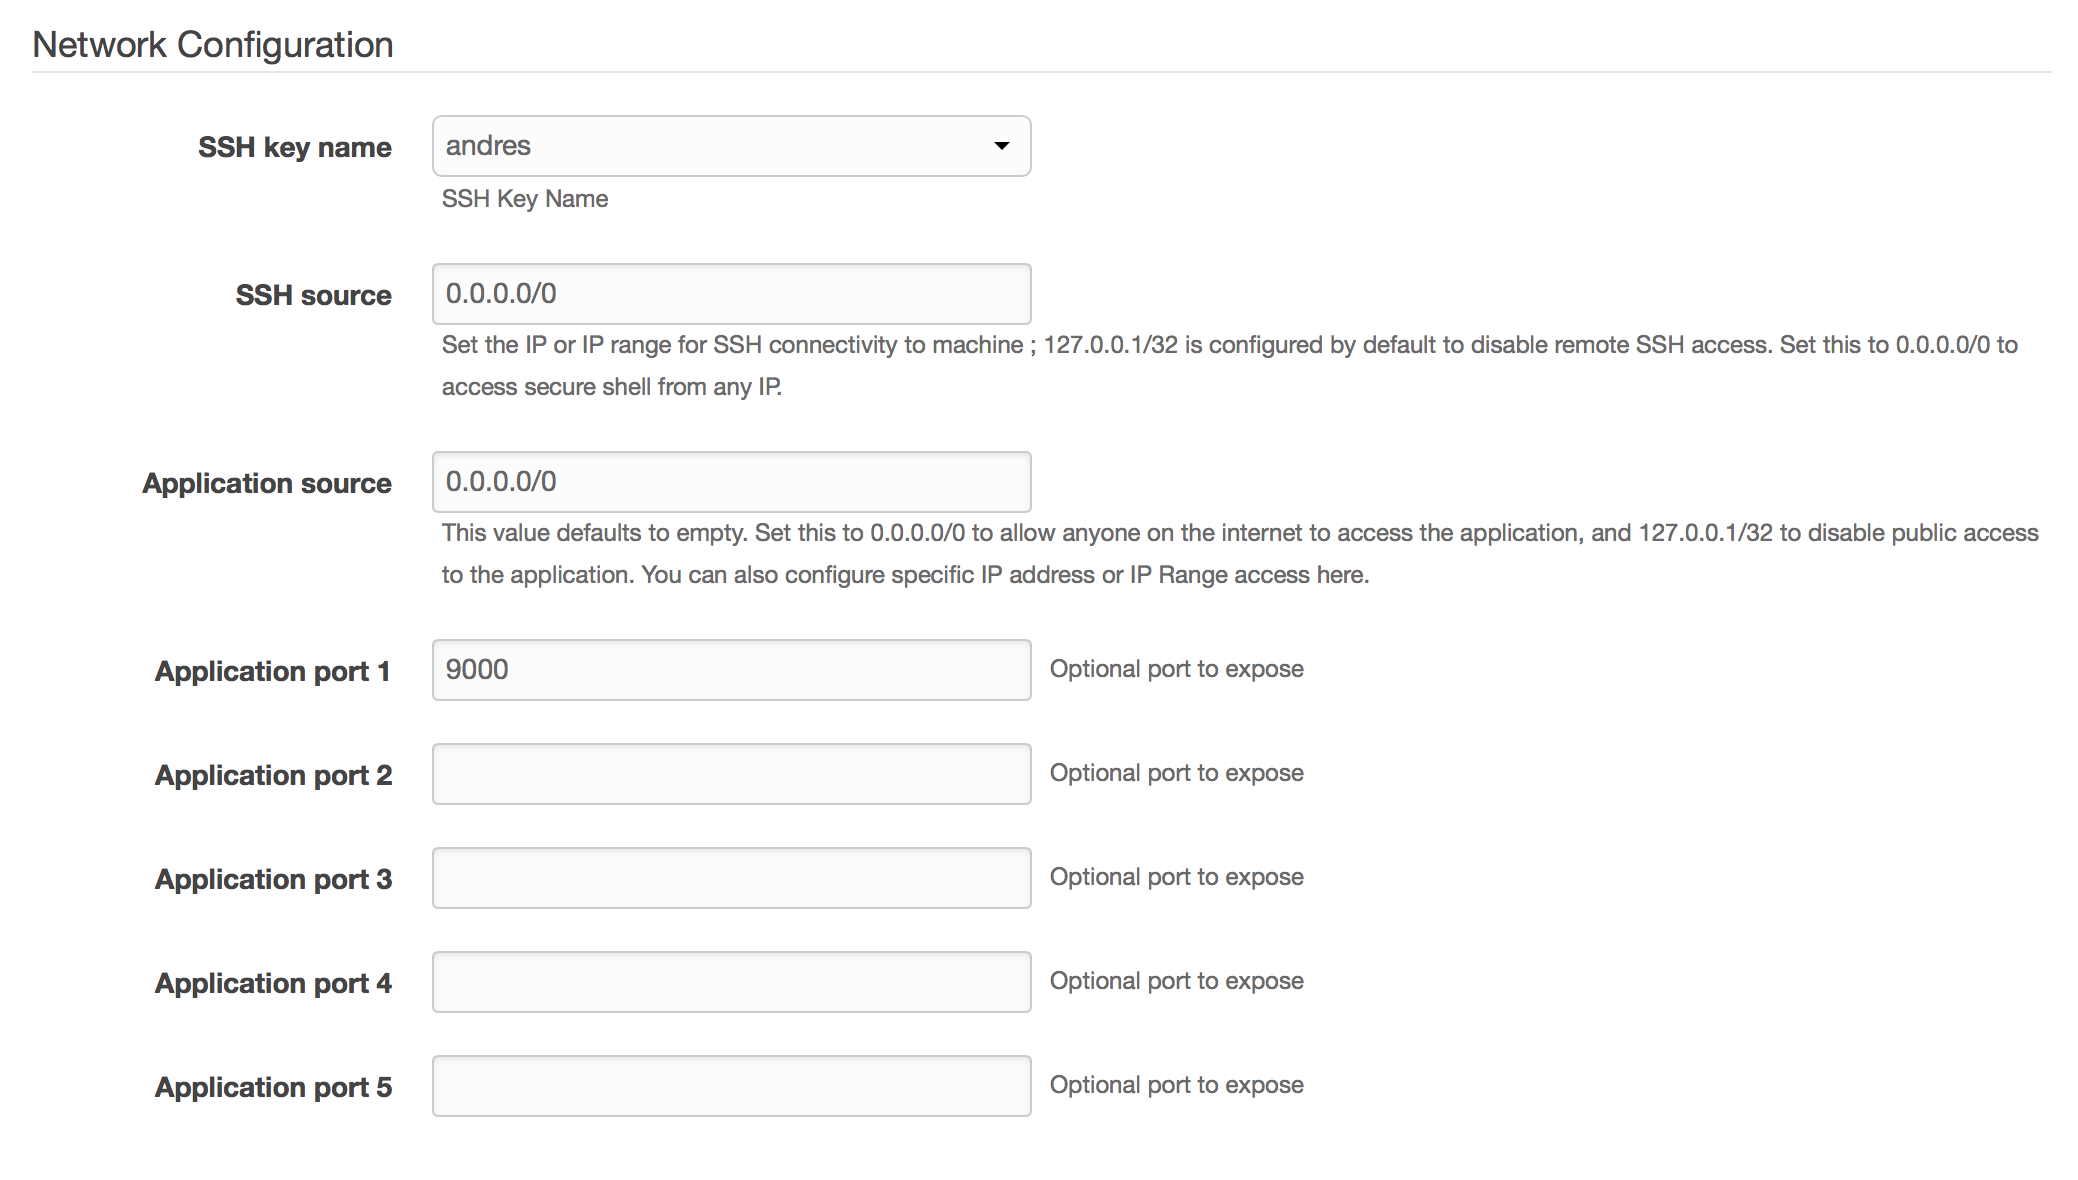 Network Configuration
SSH key name
andres
SSH Key Name
SSH source
0.0.0.0/0
Set the IP or IP range for SSH connectivity to machine ; 127.0.0.1/32 is configured by default to disable remote SSH access. Set this to 0.0.0.0/0 to
access secure shell from any IP.
Application source
0.0.0.0/0
This value defaults to empty. Set this to 0.0.0.0/0 to allow anyone on the internet to access the application, and 127.0.0.1/32 to disable public access
to the application. You can also configure specific IP address or IP Range access here.
Application port 1
9000
Optional port to expose
Application port 2
Optional port to expose
Application port 3
Optional port to expose
Application port 4
Optional port to expose
Application port 5
Optional port to expose